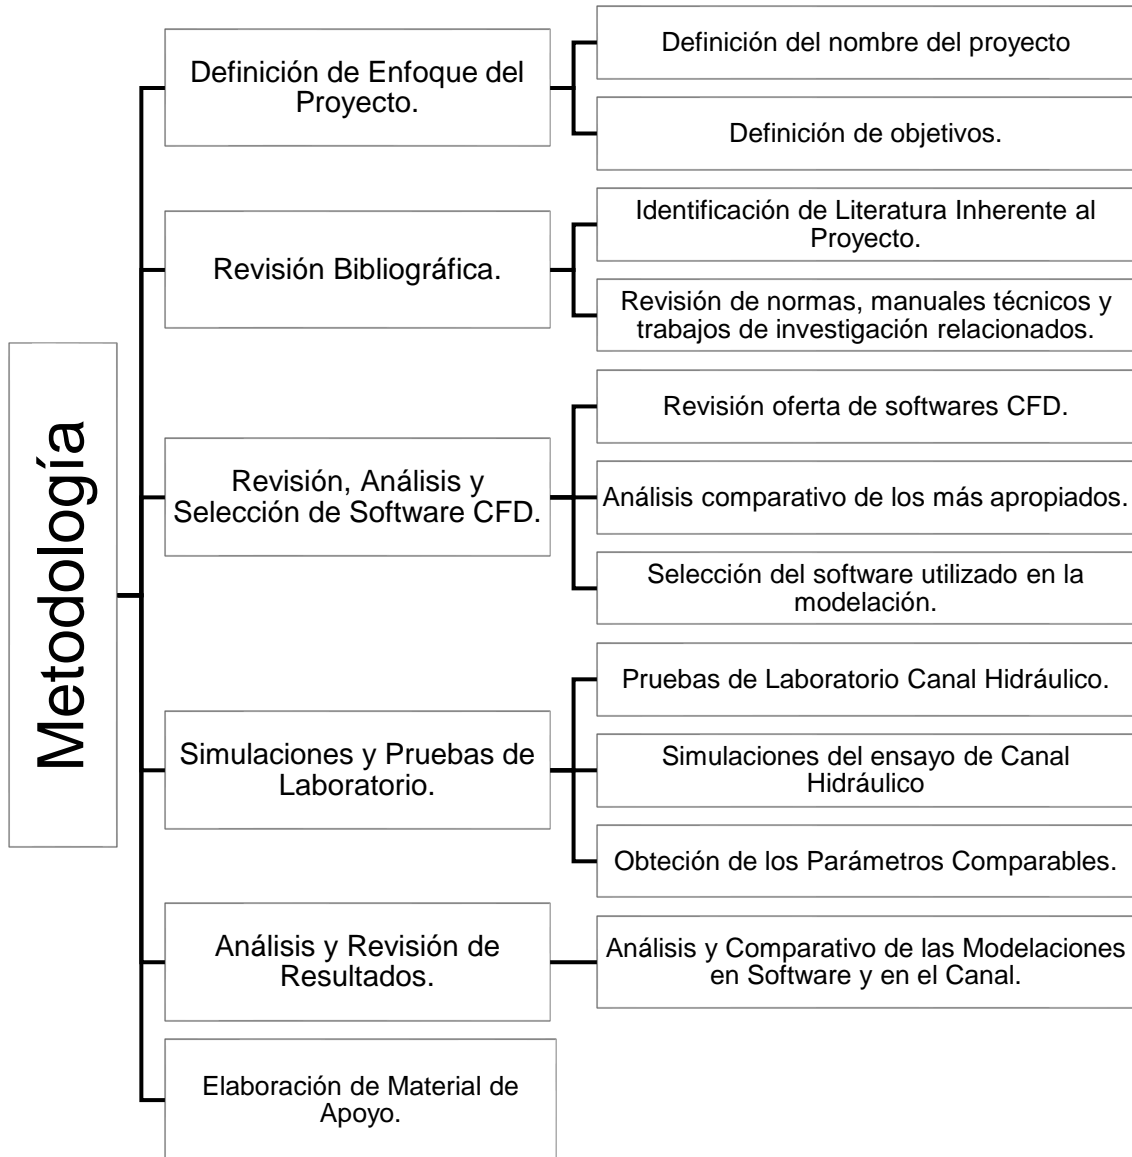 Metodología
Definición de Enfoque del
Proyecto.
Definición del nombre del proyecto
Definición de objetivos.
Revisión Bibliográfica.
Identificación de Literatura Inherente al
Proyecto.
Revisión de normas, manuales técnicos y
trabajos de investigación relacionados.
Revisión, Análisis y
Selección de Software CFD.
Revisión oferta de softwares CFD.
Análisis comparativo de los más apropiados.
Selección del software utilizado en la
modelación.
Simulaciones y Pruebas de
Laboratorio.
Pruebas de Laboratorio Canal Hidráulico.
Simulaciones del ensayo de Canal
Hidráulico
Obteción de los Parámetros Comparables.
Análisis y Revisión de
Resultados.
Análisis y Comparativo de las Modelaciones
en Software y en el Canal.
Elaboración de Material de
Apoyo.